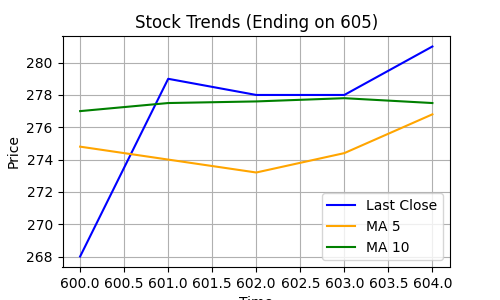 Stock Trends (Ending on 605)
Price
280
278
276
274
272
270
268
Last Close
MA 5
MA 10
600.0 600.5 601.0 601.5 602.0 602.5 603.0 603.5 604.0
Time